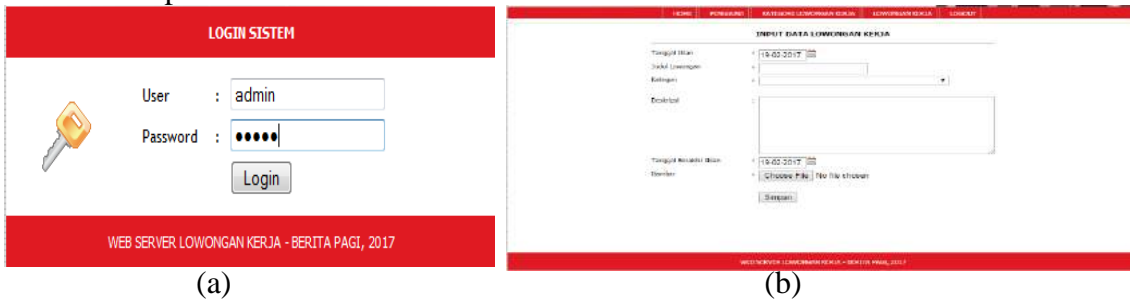 LOGIN SISTEM
User : admin
Password : •••••
Login
WEB SERVER LOWONGAN KERJA - BERITA PAGI, 2017
(a)
HOME PENGGUNA KATEGORI LOWONGAN KERJA LOWONGAN KERJA LOGOUT
INPUT DATA LOWONGAN KERJA
Tanggal Iklan : 19-02-2017
Judul Lowongan :
Kategori :
Deskripsi :
Tanggal Berakhir Iklan : 19-02-2017
: Choose File No file chosen
Simpan
WEB SERVER LOWONGAN KERJA - BERITA PAGI, 2017
(b)